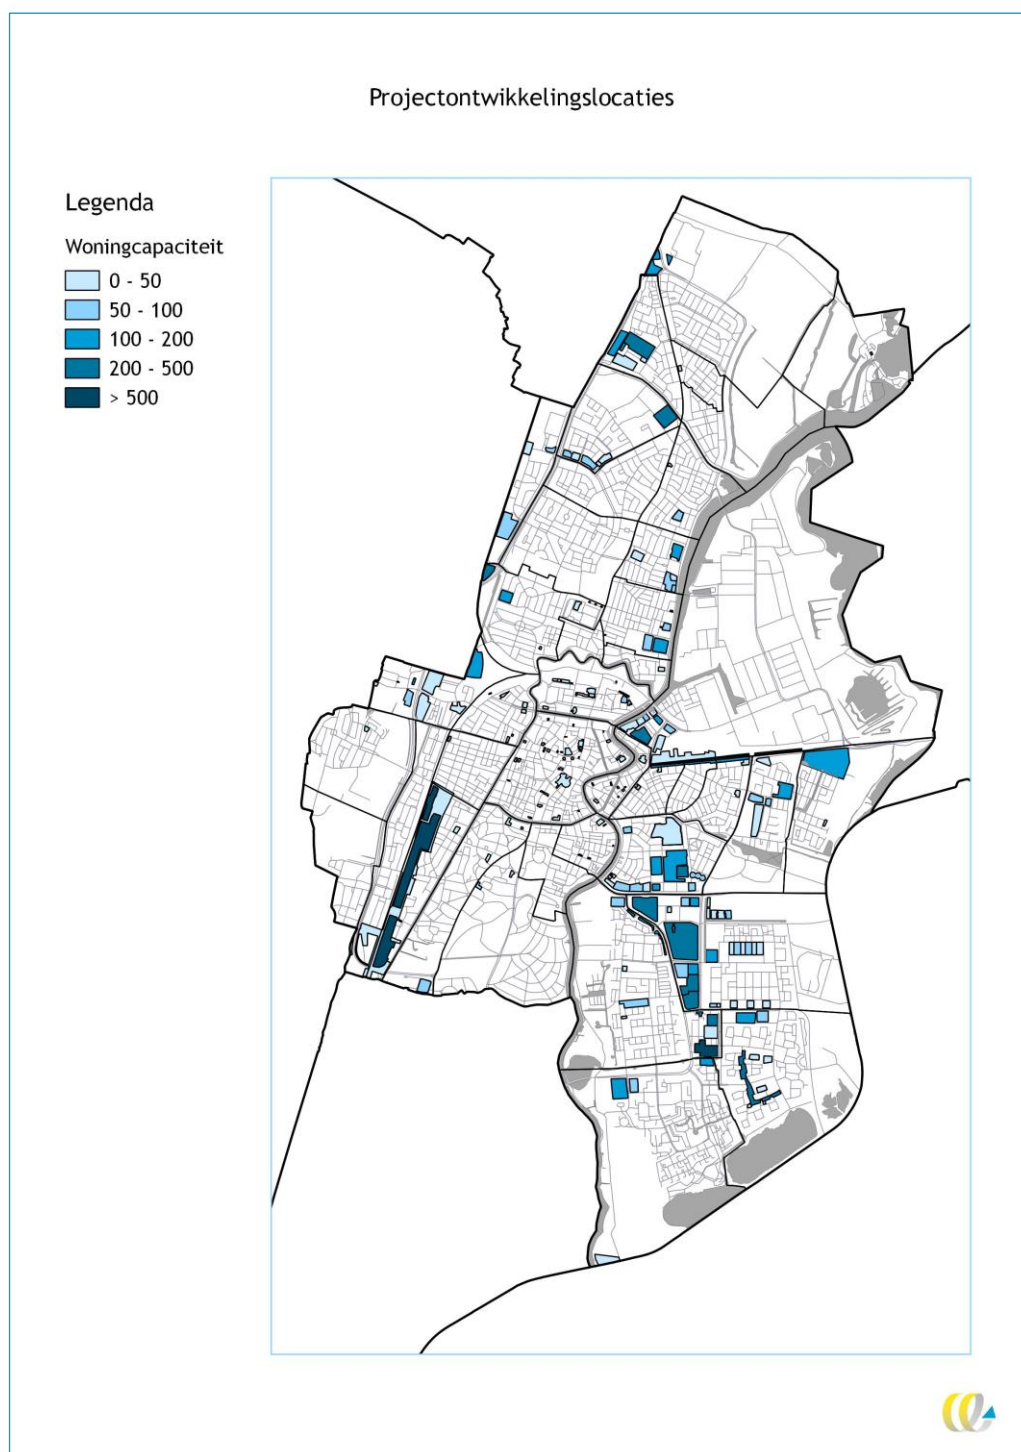 Projectontwikkelingslocaties
Legenda
Woningcapaciteit
0 - 50
50 - 100
100 - 200
200 - 500
> 500